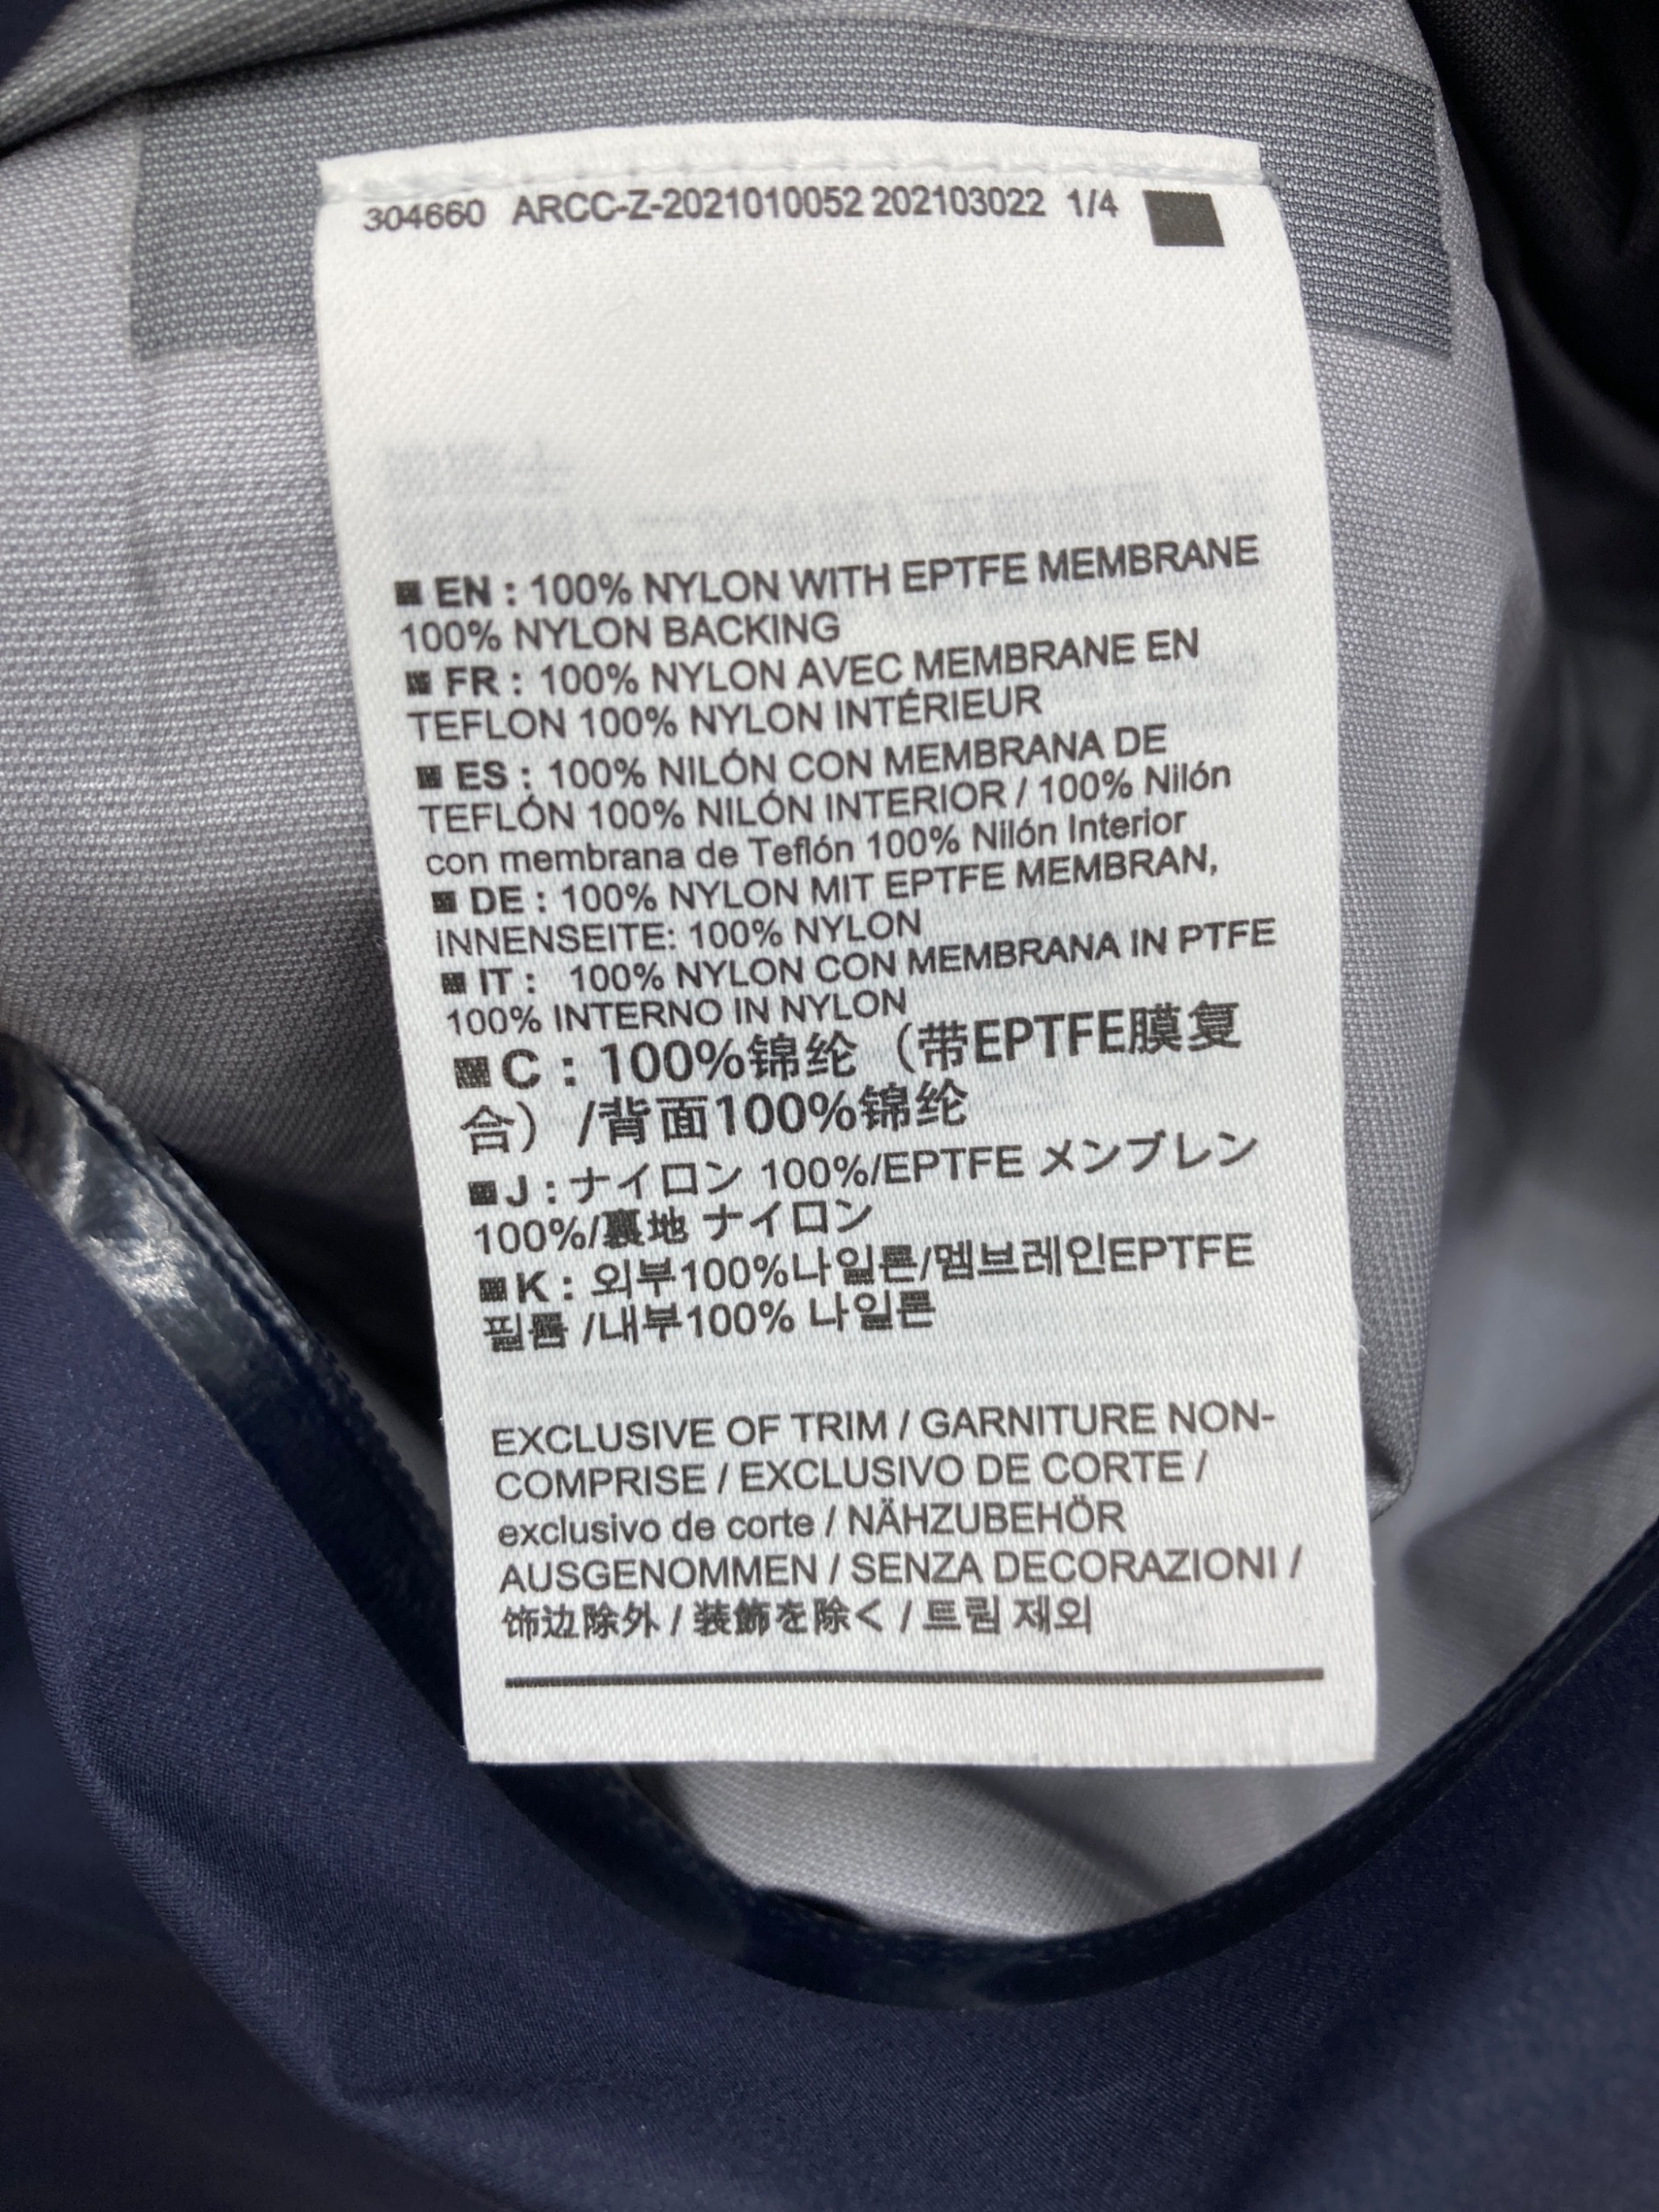 304660 ARCC-Z-2021010052 202103022 1/4
EN : 100% NYLON WITH EPTFE MEMBRANE
100% NYLON BACKING
FR : 100% NYLON AVEC MEMBRANE EN
TEFLON 100% NYLON INTÉRIEUR
ES : 100% NILÓN CON MEMBRANA DE
TEFLÓN 100% NILÓN INTERIOR / 100% Nilón
con membrana de Teflón 100% Nilón Interior
DE : 100% NYLON MIT EPTFE MEMBRAN,
INNENSEITE: 100% NYLON
IT : 100% NYLON CON MEMBRANA IN PTFE
100% INTERNO IN NYLON
C : 100%锦纶（带EPTFE膜复
合）/背面100%锦纶
J : ナイロン 100%/EPTFE メンブレン
100%/裏地 ナイロン
K : 외부100%나일론/멤브레인EPTFE
필름 /내부100% 나일론
EXCLUSIVE OF TRIM / GARNITURE NON-
COMPRISE / EXCLUSIVO DE CORTE /
exclusivo de corte / NÄHZUBEHÖR
AUSGENOMMEN / SENZA DECORAZIONI /
饰边除外 / 装飾を除く / 트림 제외